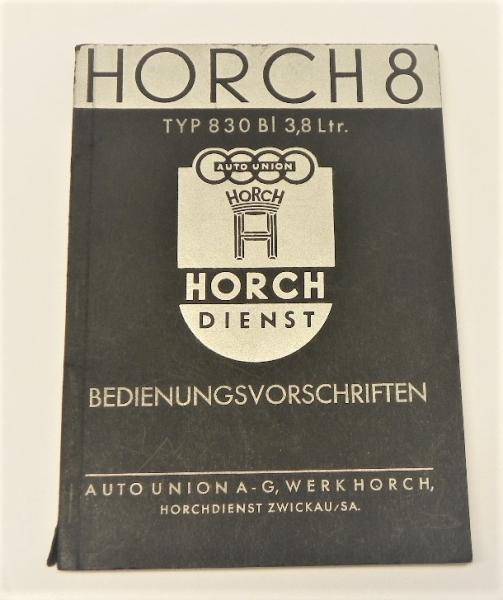 HORCH 8
TYP 830 Bl 3,8 Ltr.
AUTO UNION
HORCH
HORCH
DIENST
BEDIENUNGSVORSCHRIFTEN
AUTO UNION A-G, WERK HORCH,
HORCHDIENST ZWICKAU/SA.